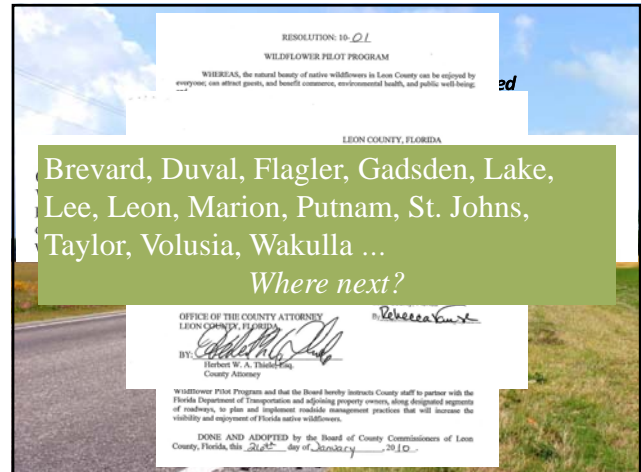 RESOLUTION: 10-01
WILDFLOWER PILOT PROGRAM
WHEREAS, the natural beauty of native wildflowers in Leon County can be enjoyed by
everyone; can attract guests, and benefit commerce, environmental health, and public well-being;
ed
LEON COUNTY, FLORIDA
Brevard, Duval, Flagler, Gadsden, Lake,
Lee, Leon, Marion, Putnam, St. Johns,
Taylor, Volusia, Wakulla ...
Where next?
OFFICE OF THE COUNTY ATTORNEY
LEON COUNTY, FLORIDA
BY:
Herbert W. A. Thiele, Esq.
County Attorney
Wildflower Pilot Program and that the Board hereby instructs County staff to partner with the
Florida Department of Transportation and adjoining property owners, along designated segments
of roadways, to plan and implement roadside management practices that will increase the
visibility and enjoyment of Florida native wildflowers.
DONE AND ADOPTED by the Board of County Commissioners of Leon
County, Florida, this 26th day of January, 2010.